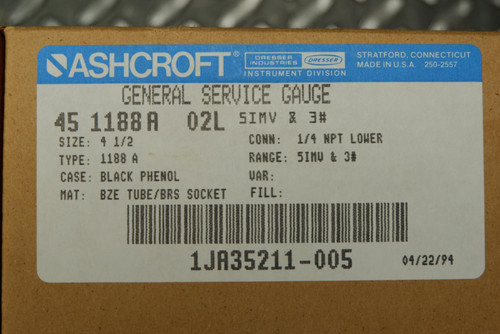 ASHCROFT®
DRESSER INDUSTRIES DRESSER
INSTRUMENT DIVISION
STRATFORD, CONNECTICUT
MADE IN U.S.A. 250-2557
GENERAL SERVICE GAUGE
45 1188A 02L 5IMV & 3#
SIZE: 4 1/2 CONN: 1/4 NPT LOWER
TYPE: 1188 A RANGE: 5IMV & 3#
CASE: BLACK PHENOL VAR:
MAT: BZE TUBE/BRS SOCKET FILL:
1JA35211-005 04/22/94